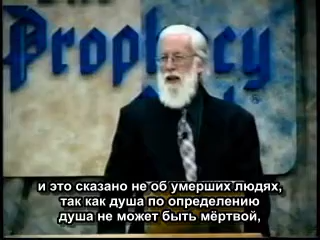 Prophecy
и это сказано не об умерших людях,
так как душа по определению
душа не может быть мёртвой,